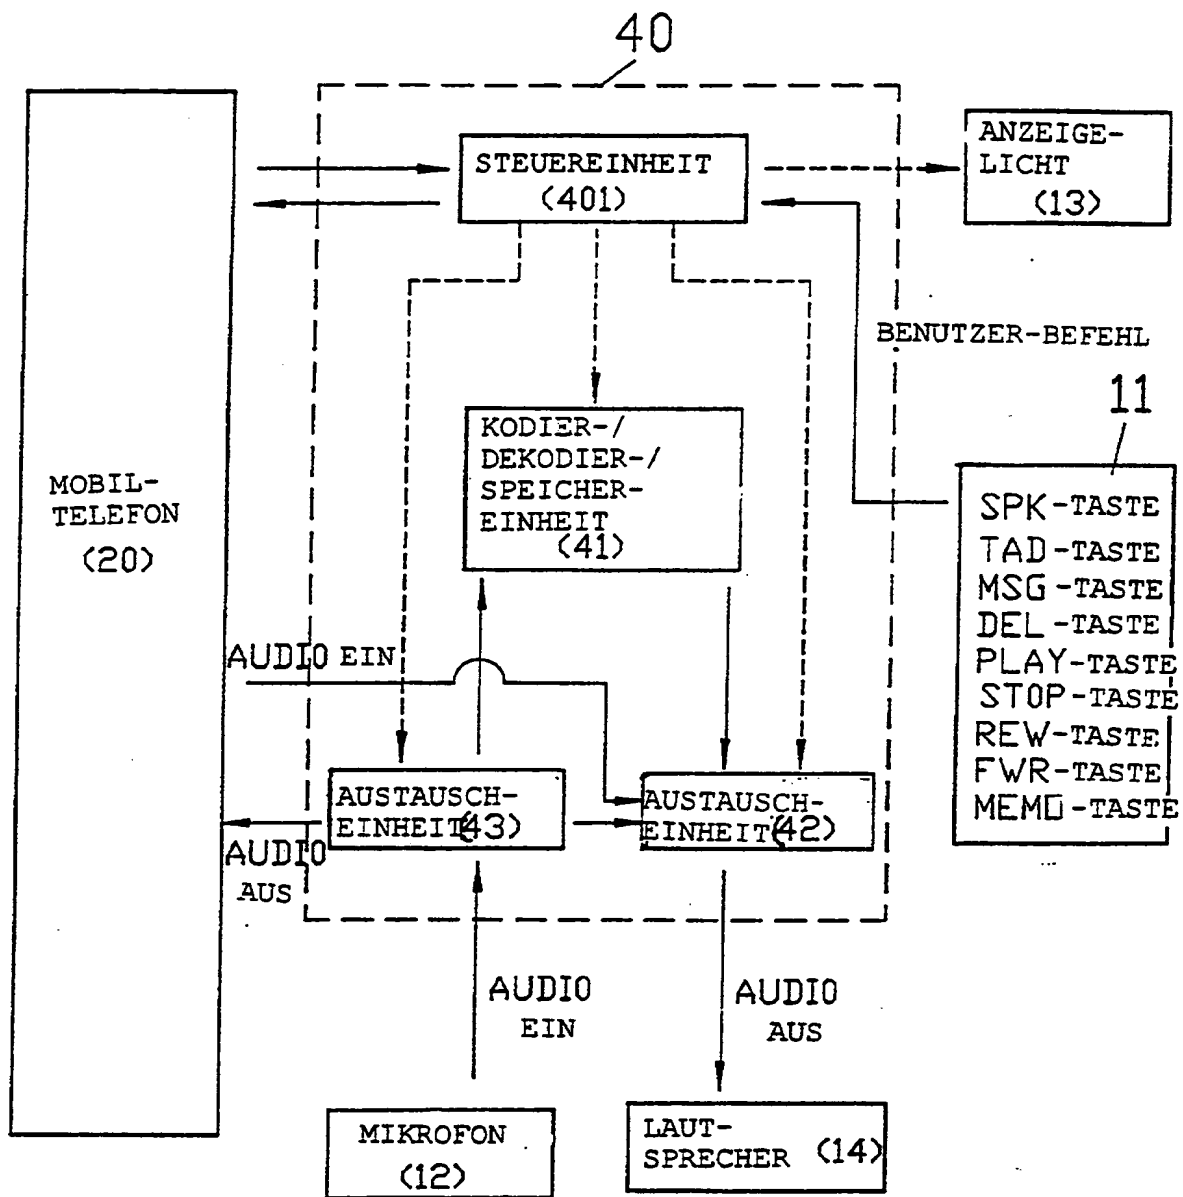 40
STEUEREINHEIT
(401)
ANZEIGE-
LICHT
(13)
BENUTZER-BEFEHL
11
KODIER-/
DEKODIER-/
SPEICHER-
EINHEIT
(41)
MOBIL-
TELEFON
(20)
SPK-TASTE
TAD-TASTE
MSG-TASTE
DEL-TASTE
PLAY-TASTE
STOP-TASTE
REW-TASTE
FWR-TASTE
MEMO-TASTE
AUDIO EIN
AUSTAUSCH-
EINHEIT(43)
AUSTAUSCH-
EINHEIT(42)
AUDIO
AUS
AUDIO
EIN
AUDIO
AUS
MIKROFON
(12)
LAUT-
SPRECHER (14)